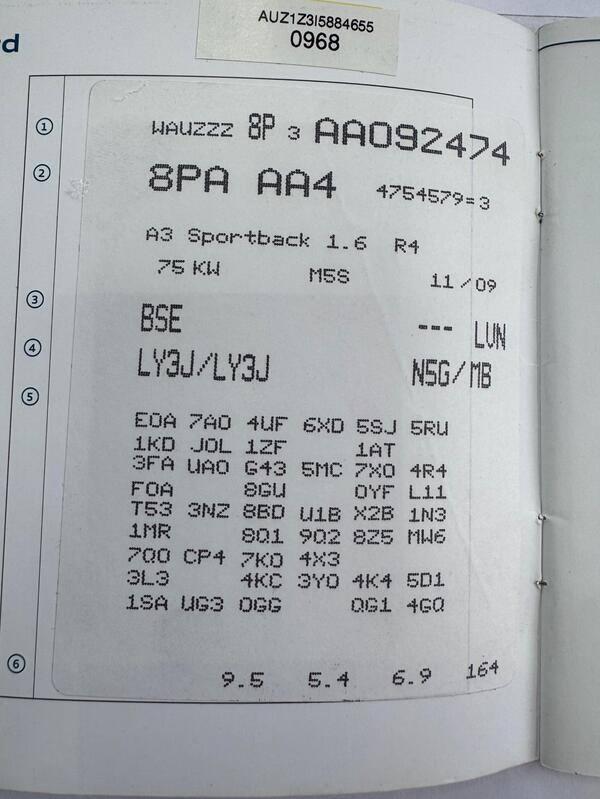 rd
AUZ1Z3I5884655
0968
① WAUZZZ 8P 3 AA092474
② 8PA AA4 4754579=3
A3 Sportback 1.6 R4
75 KW M5S 11/09
③ BSE --- LUN
④ LY3J/LY3J N5G/MB
⑤ E0A 7A0 4UF 6XD 5SJ 5RU
1KD J0L 1ZF 1AT
3FA UA0 G43 5MC 7X0 4R4
F0A 8GU 0YF L11
T53 3NZ 8BD U1B X2B 1N3
1MR 8Q1 9Q2 8Z5 MW6
7Q0 CP4 7K0 4X3
3L3 4KC 3Y0 4K4 5D1
1SA UG3 0GG QG1 4GQ
⑥ 9.5 5.4 6.9 164